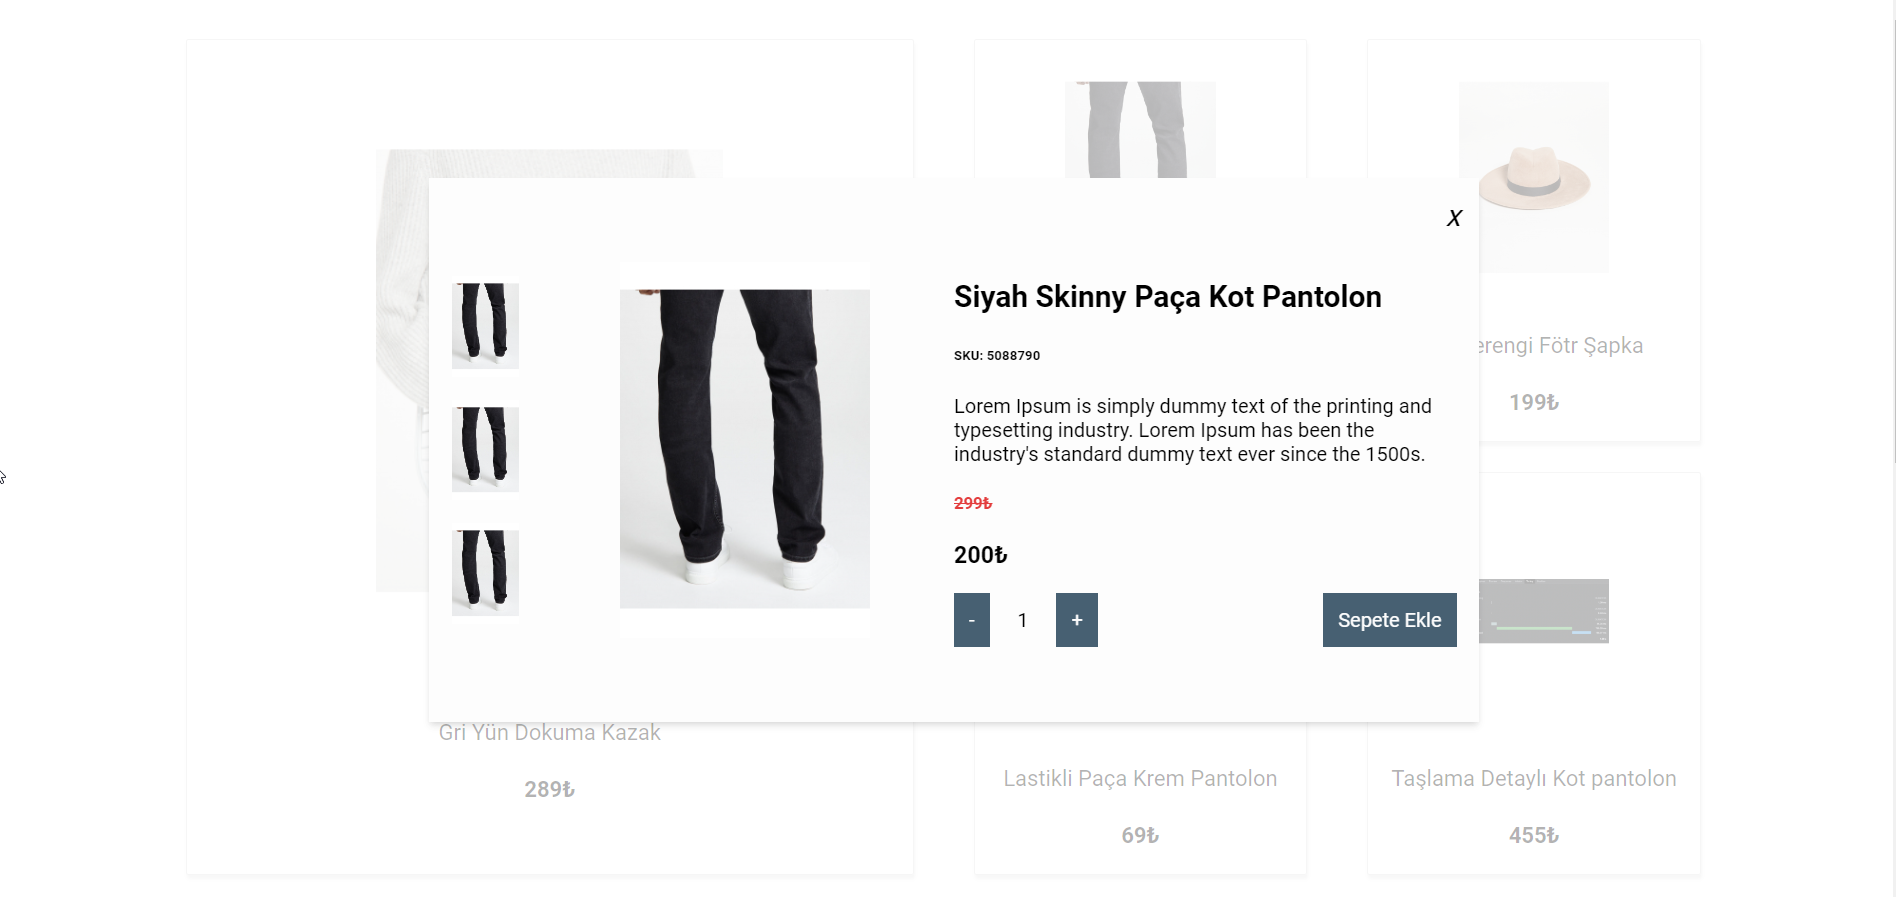 X
Siyah Skinny Paça Kot Pantolon
SKU: 5088790
Lorem Ipsum is simply dummy text of the printing and
typesetting industry. Lorem Ipsum has been the
industry's standard dummy text ever since the 1500s.
299₺
200₺
- 1 +
Sepete Ekle
Fötr Şapka
199₺
Gri Yün Dokuma Kazak
289₺
Lastikli Paça Krem Pantolon
69₺
Taşlama Detaylı Kot pantolon
455₺